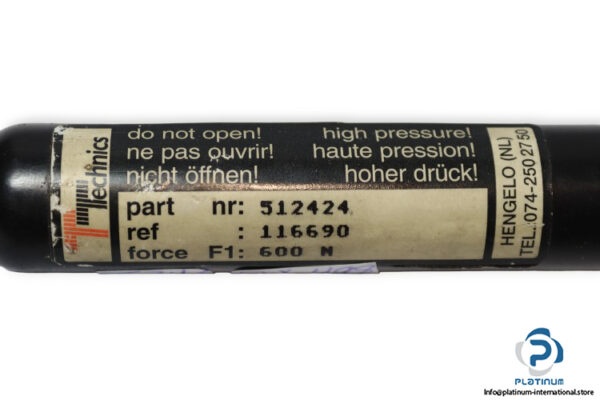 Technics
do not open! high pressure!
ne pas ouvrir! haute pression!
nicht öffnen! hoher drück!
part nr: 512424
ref : 116690
force F1: 600 N
HENGELO (NL)
TEL.:074-2502750
PLATINUM
Info@platinum-international.store